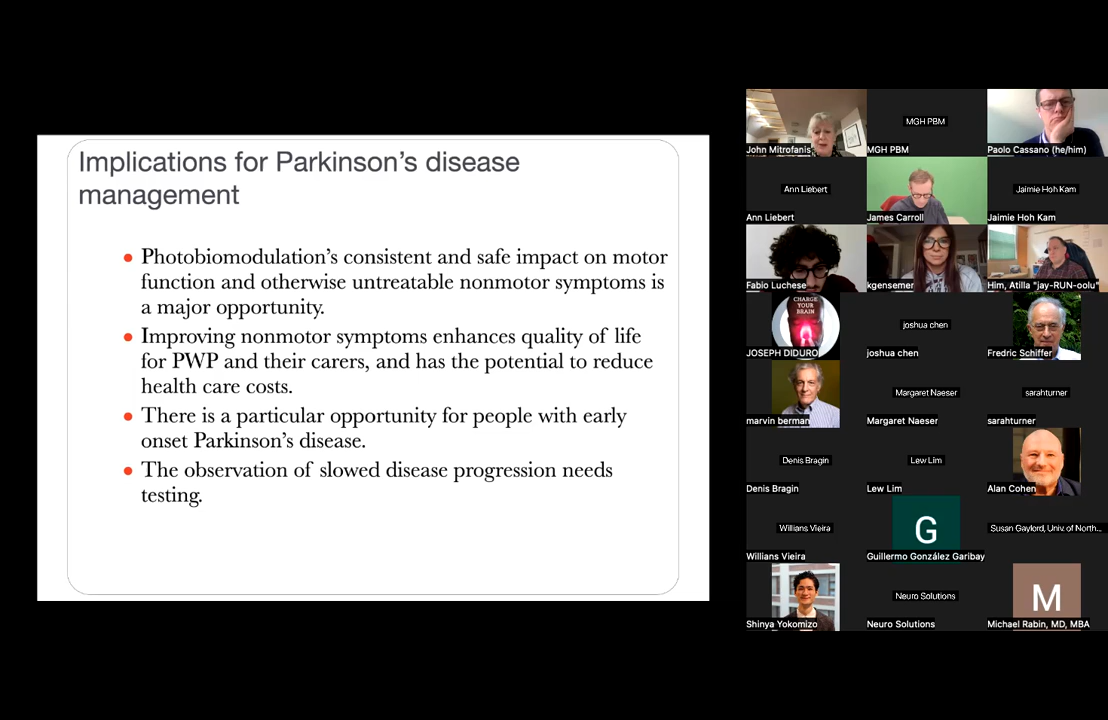 Implications for Parkinson's disease
management
• Photobiomodulation's consistent and safe impact on motor
function and otherwise untreatable nonmotor symptoms is
a major opportunity.
• Improving nonmotor symptoms enhances quality of life
for PWP and their carers, and has the potential to reduce
health care costs.
• There is a particular opportunity for people with early
onset Parkinson's disease.
• The observation of slowed disease progression needs
testing.
MGH PBM
John Mitrofanis
MGH PBM
Paolo Cassano (he/him)
Ann Liebert
Jaimie Hoh Kam
Ann Liebert
James Carroll
Jaimie Hoh Kam
Fabio Luchese
kgensemer
Him, Atilla "jay-RUN-oolu"
CHARGE
YOUR
BRAIN
joshua chen
JOSEPH DIDURO
joshua chen
Fredric Schiffer
Margaret Naeser
sarahturner
marvin berman
Margaret Naeser
sarahturner
Denis Bragin
Lew Lim
Denis Bragin
Lew Lim
Alan Cohen
Willians Vieira
G
Susan Gaylord, Univ. of North...
Willians Vieira
Guillermo González Garibay
Neuro Solutions
M
Shinya Yokomizo
Neuro Solutions
Michael Rabin, MD, MBA